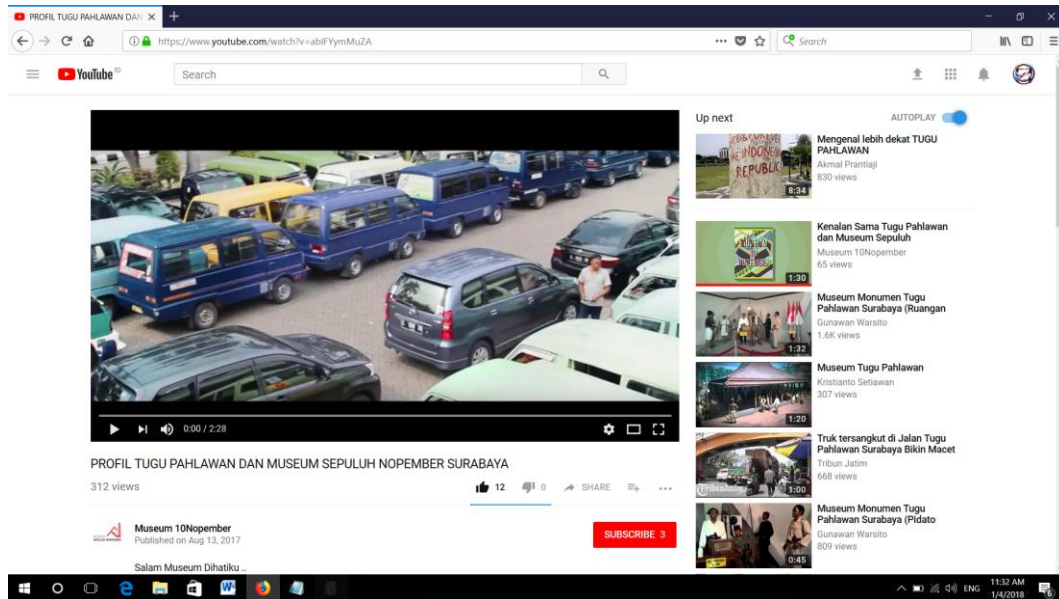 PROFIL TUGU PAHLAWAN DAN
https://www.youtube.com/watch?v=ablFYymMuZA
Search
YouTube ID
Search
Up next
AUTOPLAY
REPUBLIC
8:34
Mengenal lebih dekat TUGU
PAHLAWAN
Akmal Prantiaji
830 views
1:30
Kenalan Sama Tugu Pahlawan
dan Museum Sepuluh
Museum 10Nopember
65 views
1:32
Museum Monumen Tugu
Pahlawan Surabaya (Ruangan
Gunawan Warsito
1.6K views
1:20
Museum Tugu Pahlawan
Kristianto Setiawan
307 views
1:00
Truk tersangkut di Jalan Tugu
Pahlawan Surabaya Bikin Macet
Tribun Jatim
668 views
0:45
Museum Monumen Tugu
Pahlawan Surabaya (Pidato
Gunawan Warsito
809 views
0:00 / 2:28
PROFIL TUGU PAHLAWAN DAN MUSEUM SEPULUH NOPEMBER SURABAYA
312 views
12 0 SHARE
Museum 10Nopember
Published on Aug 13, 2017
SUBSCRIBE 3
Salam Museum Dihatiku ..
ENG
11:32 AM
1/4/2018
6